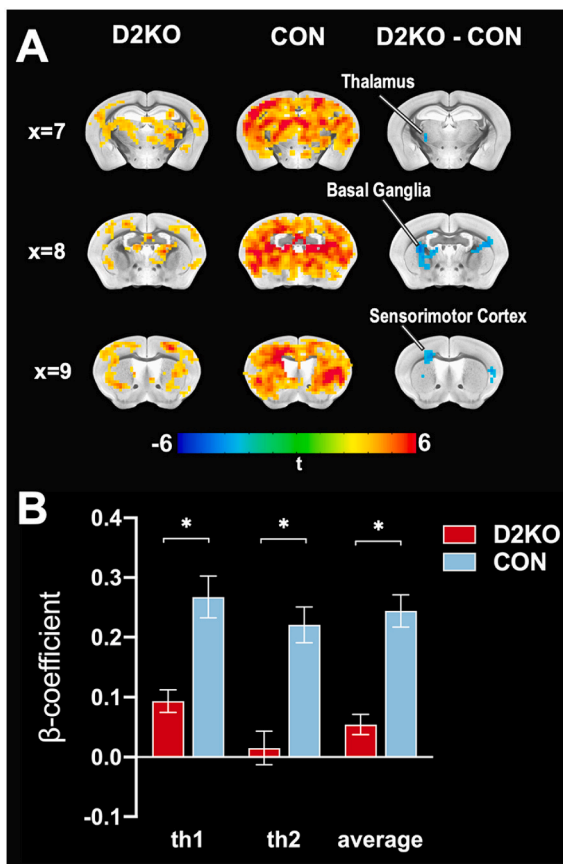 A
D2KO CON D2KO - CON
x=7
Thalamus
x=8
Basal Ganglia
x=9
Sensorimotor Cortex
-6 6
t
B
β-coefficient
0.4
0.3
0.2
0.1
0.0
-0.1
* * *
D2KO
CON
th1 th2 average